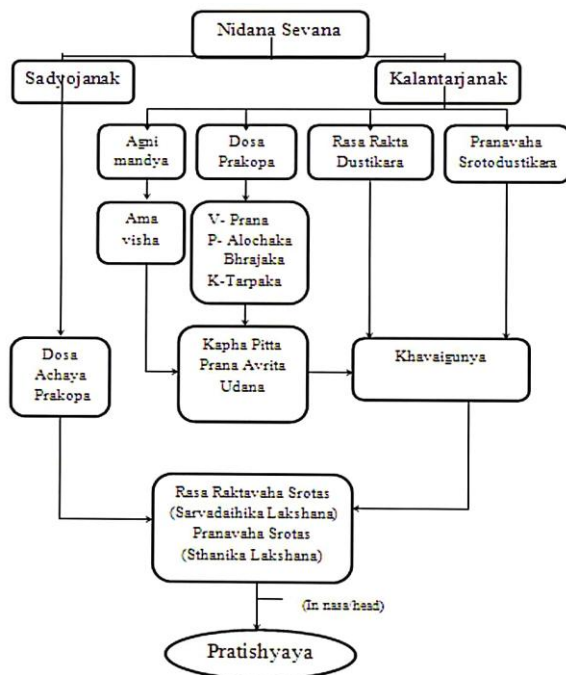 Nidana Sevana
Sadyojanak
Kalantarjanak
Agni
mandya
Dosa
Prakopa
Rasa Rakta
Dustikara
Pranavaha
Srotodustikara
Ama
visha
V- Prana
P- Alochaka
Bhrajaka
K-Tarpaka
Dosa
Achaya
Prakopa
Kapha Pitta
Prana Avrita
Udana
Khavaigunya
Rasa Raktavaha Srotas
(Sarvadaihika Lakshana)
Pranavaha Srotas
(Sthanika Lakshana)
(In nasa/head)
Pratishyaya